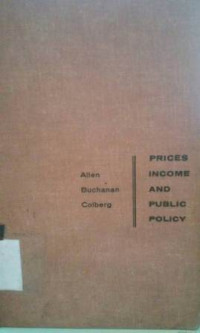 Allen
Buchanan
Colberg
PRICES
INCOME
AND
PUBLIC
POLICY